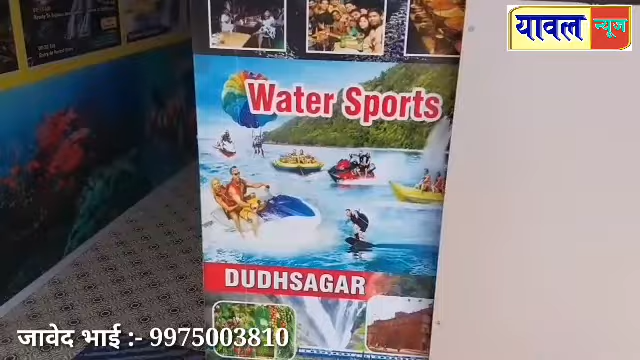 यावल न्यूज
Water Sports
DUDHSAGAR
जावेद भाई :- 9975003810